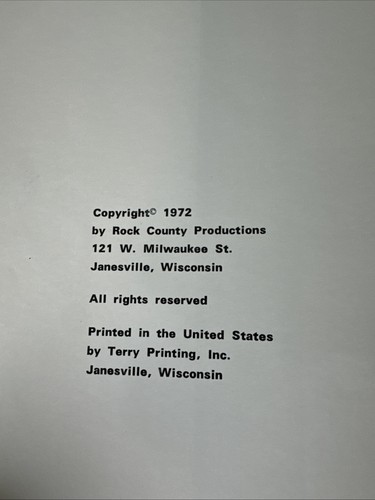 Copyright© 1972
by Rock County Productions
121 W. Milwaukee St.
Janesville, Wisconsin
All rights reserved
Printed in the United States
by Terry Printing, Inc.
Janesville, Wisconsin